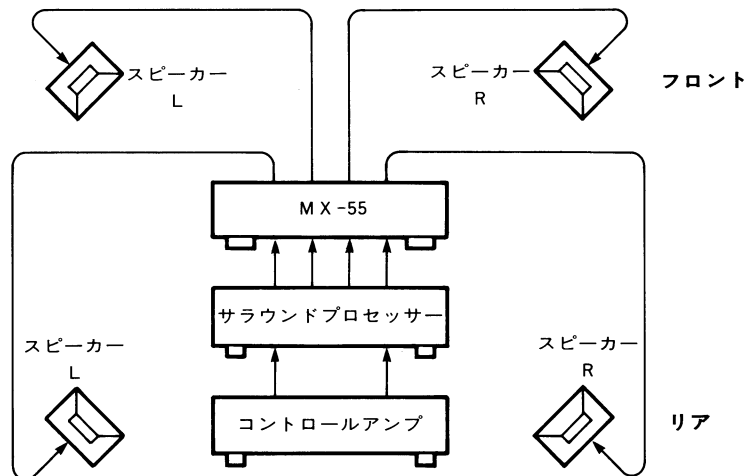 スピーカー
L
スピーカー
R
フロント
MX-55
サラウンドプロセッサー
スピーカー
L
スピーカー
R
コントロールアンプ
リア